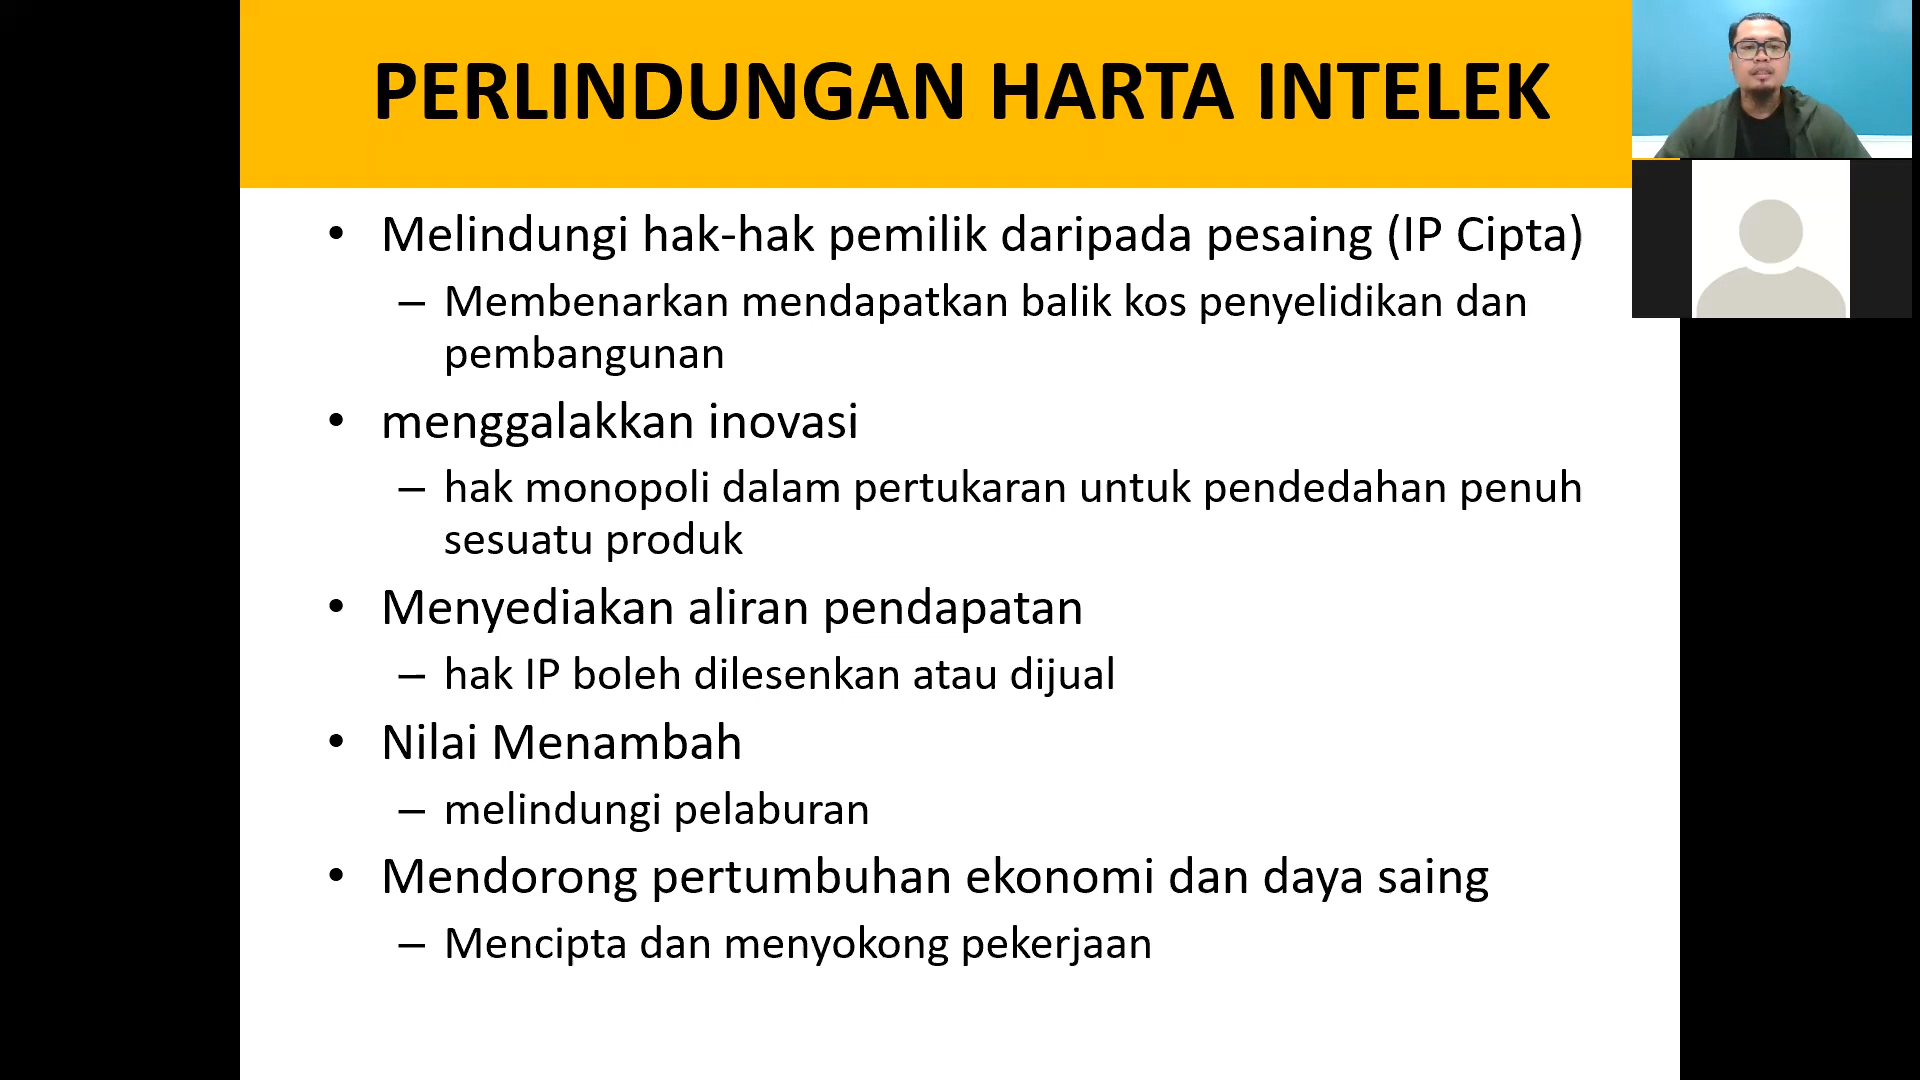 PERLINDUNGAN HARTA INTELEK
• Melindungi hak-hak pemilik daripada pesaing (IP Cipta)
– Membenarkan mendapatkan balik kos penyelidikan dan
pembangunan
• menggalakkan inovasi
– hak monopoli dalam pertukaran untuk pendedahan penuh
sesuatu produk
• Menyediakan aliran pendapatan
– hak IP boleh dilesenkan atau dijual
• Nilai Menambah
– melindungi pelaburan
• Mendorong pertumbuhan ekonomi dan daya saing
– Mencipta dan menyokong pekerjaan